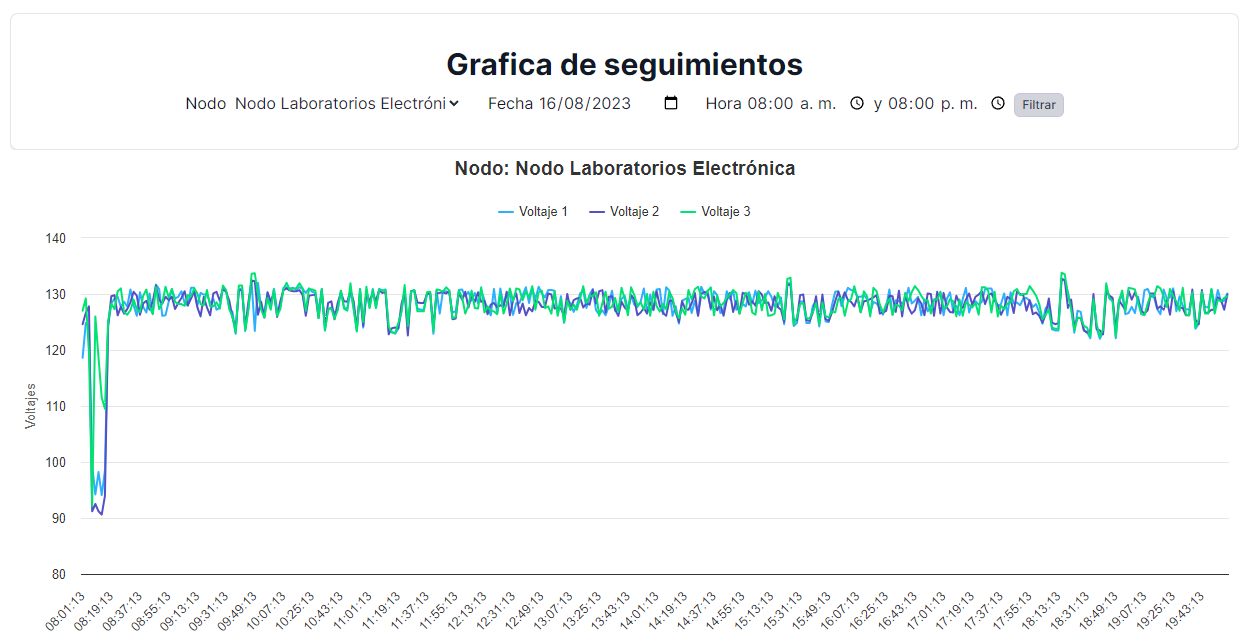 Grafica de seguimientos
Nodo Nodo Laboratorios Electróni Fecha 16/08/2023 Hora 08:00 a. m. y 08:00 p. m. Filtrar
Nodo: Nodo Laboratorios Electrónica
Voltaje 1 Voltaje 2 Voltaje 3
140
130
120
110
100
90
80
Voltajes
08:01:13 08:19:13 08:37:13 08:55:13 09:13:13 09:31:13 09:49:13 10:07:13 10:25:13 10:43:13 11:01:13 11:19:13 11:37:13 11:55:13 12:13:13 12:31:13 12:49:13 13:07:13 13:25:13 13:43:13 14:01:13 14:19:13 14:37:13 14:55:13 15:13:13 15:31:13 15:49:13 16:07:13 16:25:13 16:43:13 17:01:13 17:19:13 17:37:13 17:55:13 18:13:13 18:31:13 18:49:13 19:07:13 19:25:13 19:43:13